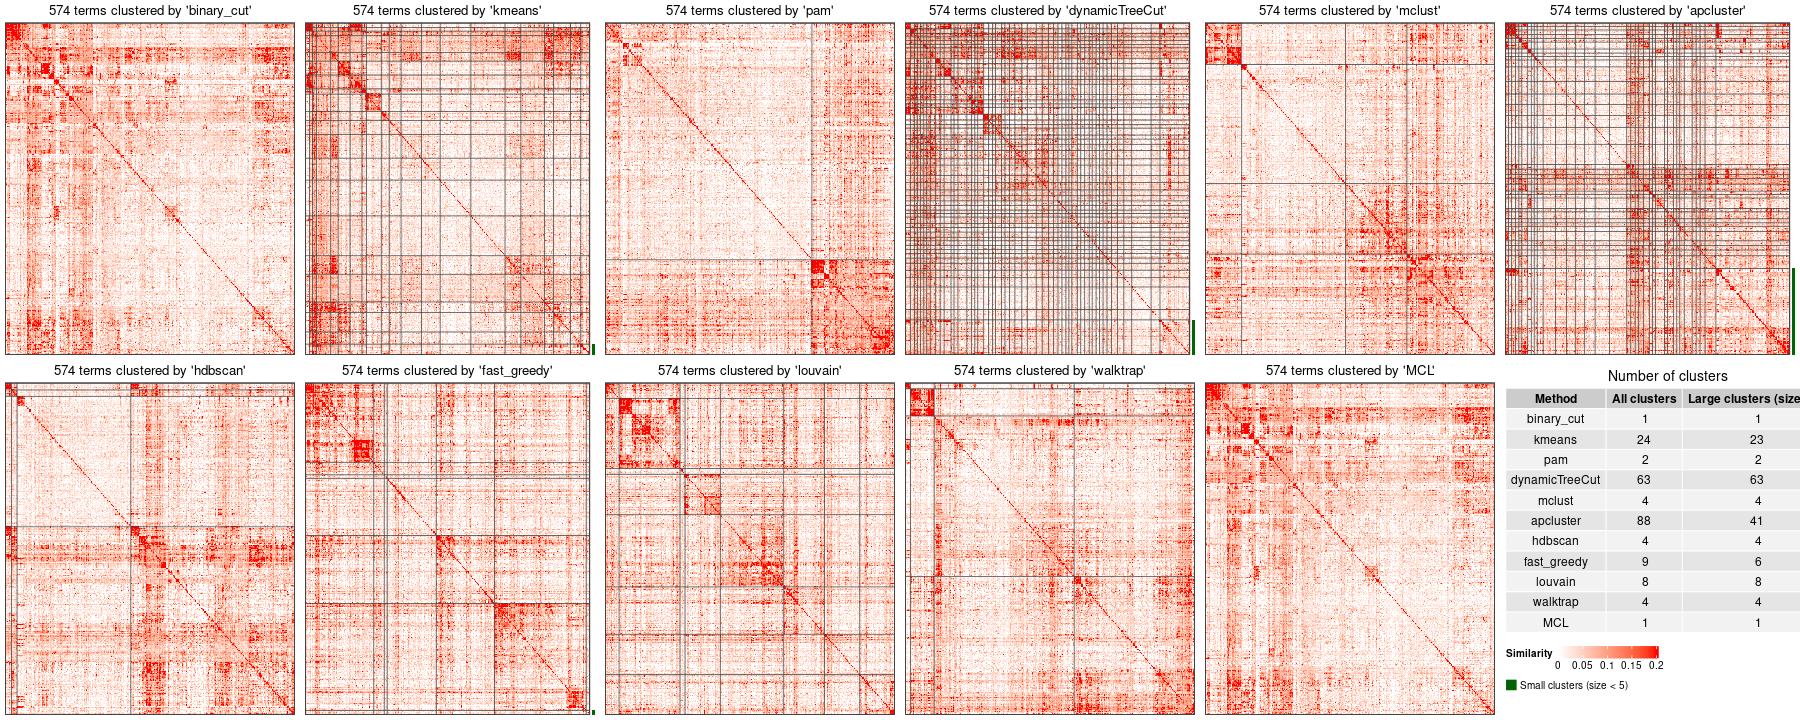 574 terms clustered by 'binary_cut'
574 terms clustered by 'kmeans'
574 terms clustered by 'pam'
574 terms clustered by 'dynamicTreeCut'
574 terms clustered by 'mclust'
574 terms clustered by 'apcluster'
574 terms clustered by 'hdbscan'
574 terms clustered by 'fast_greedy'
574 terms clustered by 'louvain'
574 terms clustered by 'walktrap'
574 terms clustered by 'MCL'
Number of clusters
Method All clusters Large clusters (size
binary_cut 1 1
kmeans 24 23
pam 2 2
dynamicTreeCut 63 63
mclust 4 4
apcluster 88 41
hdbscan 4 4
fast_greedy 9 6
louvain 8 8
walktrap 4 4
MCL 1 1
Similarity
0 0.05 0.1 0.15 0.2
Small clusters (size < 5)